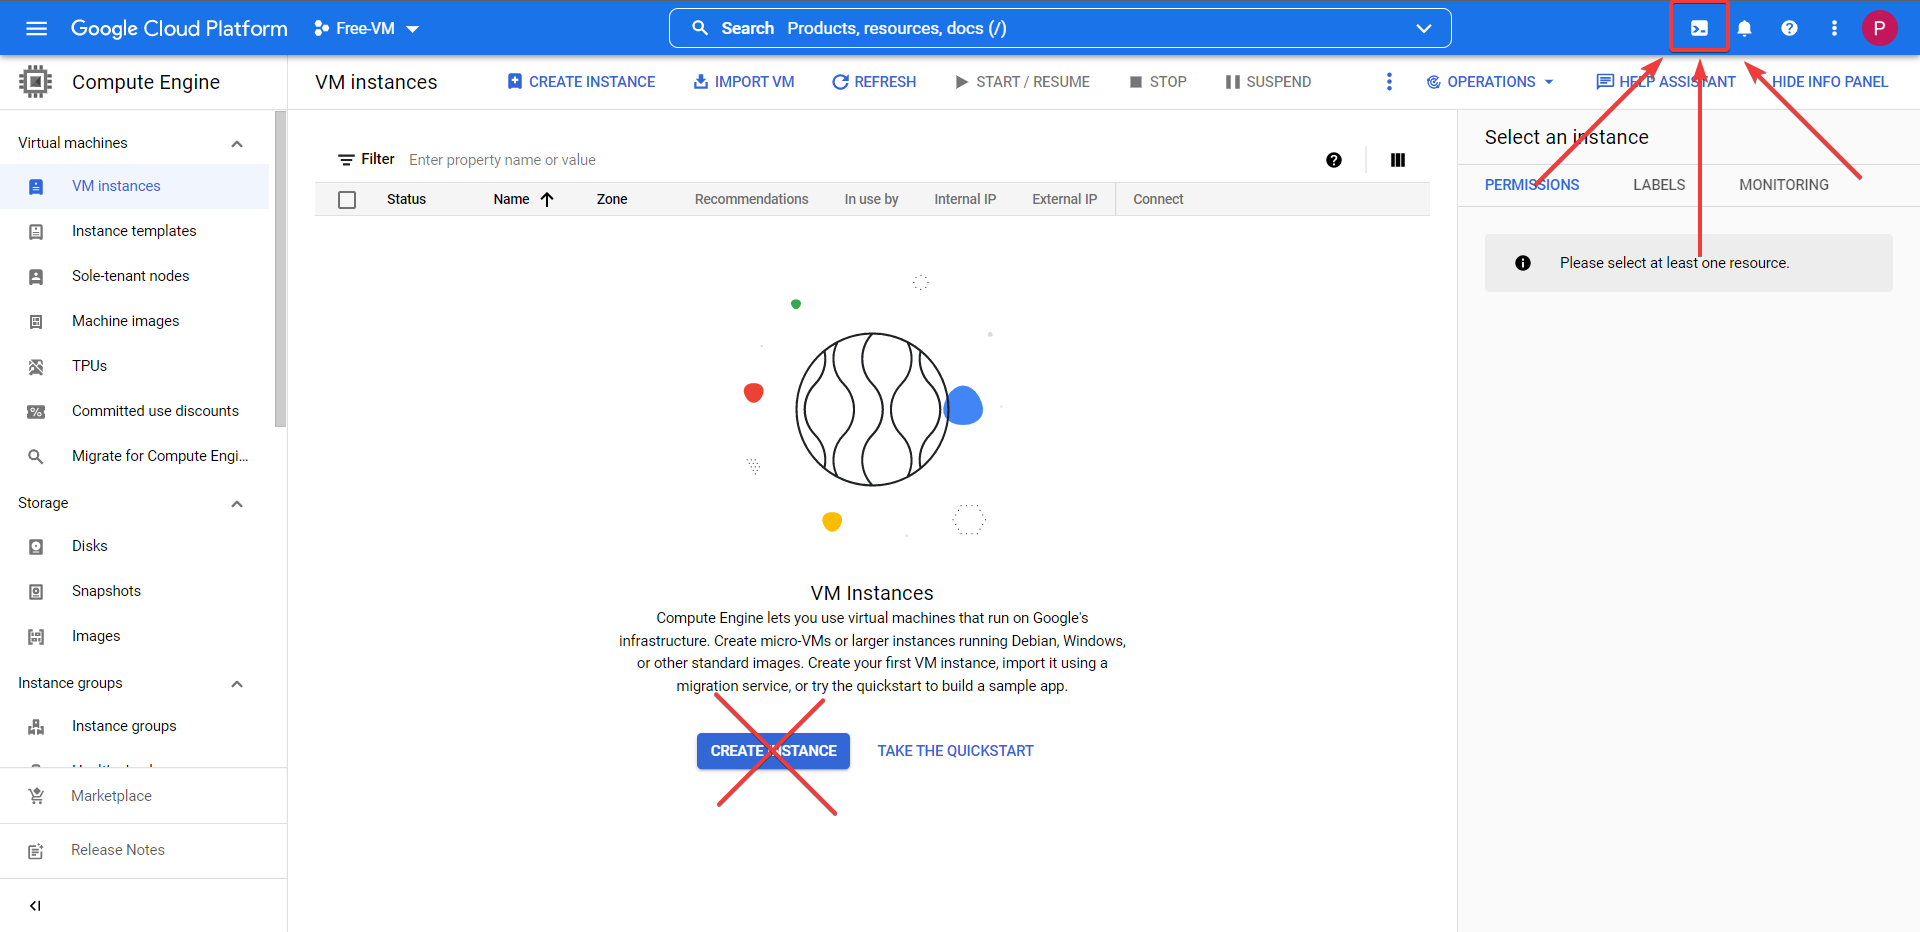 Google Cloud Platform
Free-VM
Search Products, resources, docs (/)
P
Compute Engine
VM instances
CREATE INSTANCE
IMPORT VM
REFRESH
START / RESUME
STOP
SUSPEND
OPERATIONS
HELP ASSISTANT
HIDE INFO PANEL
Virtual machines
VM instances
Instance templates
Sole-tenant nodes
Machine images
TPUs
Committed use discounts
Migrate for Compute Engi...
Storage
Disks
Snapshots
Images
Instance groups
Instance groups
Marketplace
Release Notes
Filter Enter property name or value
Status Name Zone Recommendations In use by Internal IP External IP Connect
VM Instances
Compute Engine lets you use virtual machines that run on Google's
infrastructure. Create micro-VMs or larger instances running Debian, Windows,
or other standard images. Create your first VM instance, import it using a
migration service, or try the quickstart to build a sample app.
CREATE INSTANCE
TAKE THE QUICKSTART
Select an instance
PERMISSIONS LABELS MONITORING
Please select at least one resource.